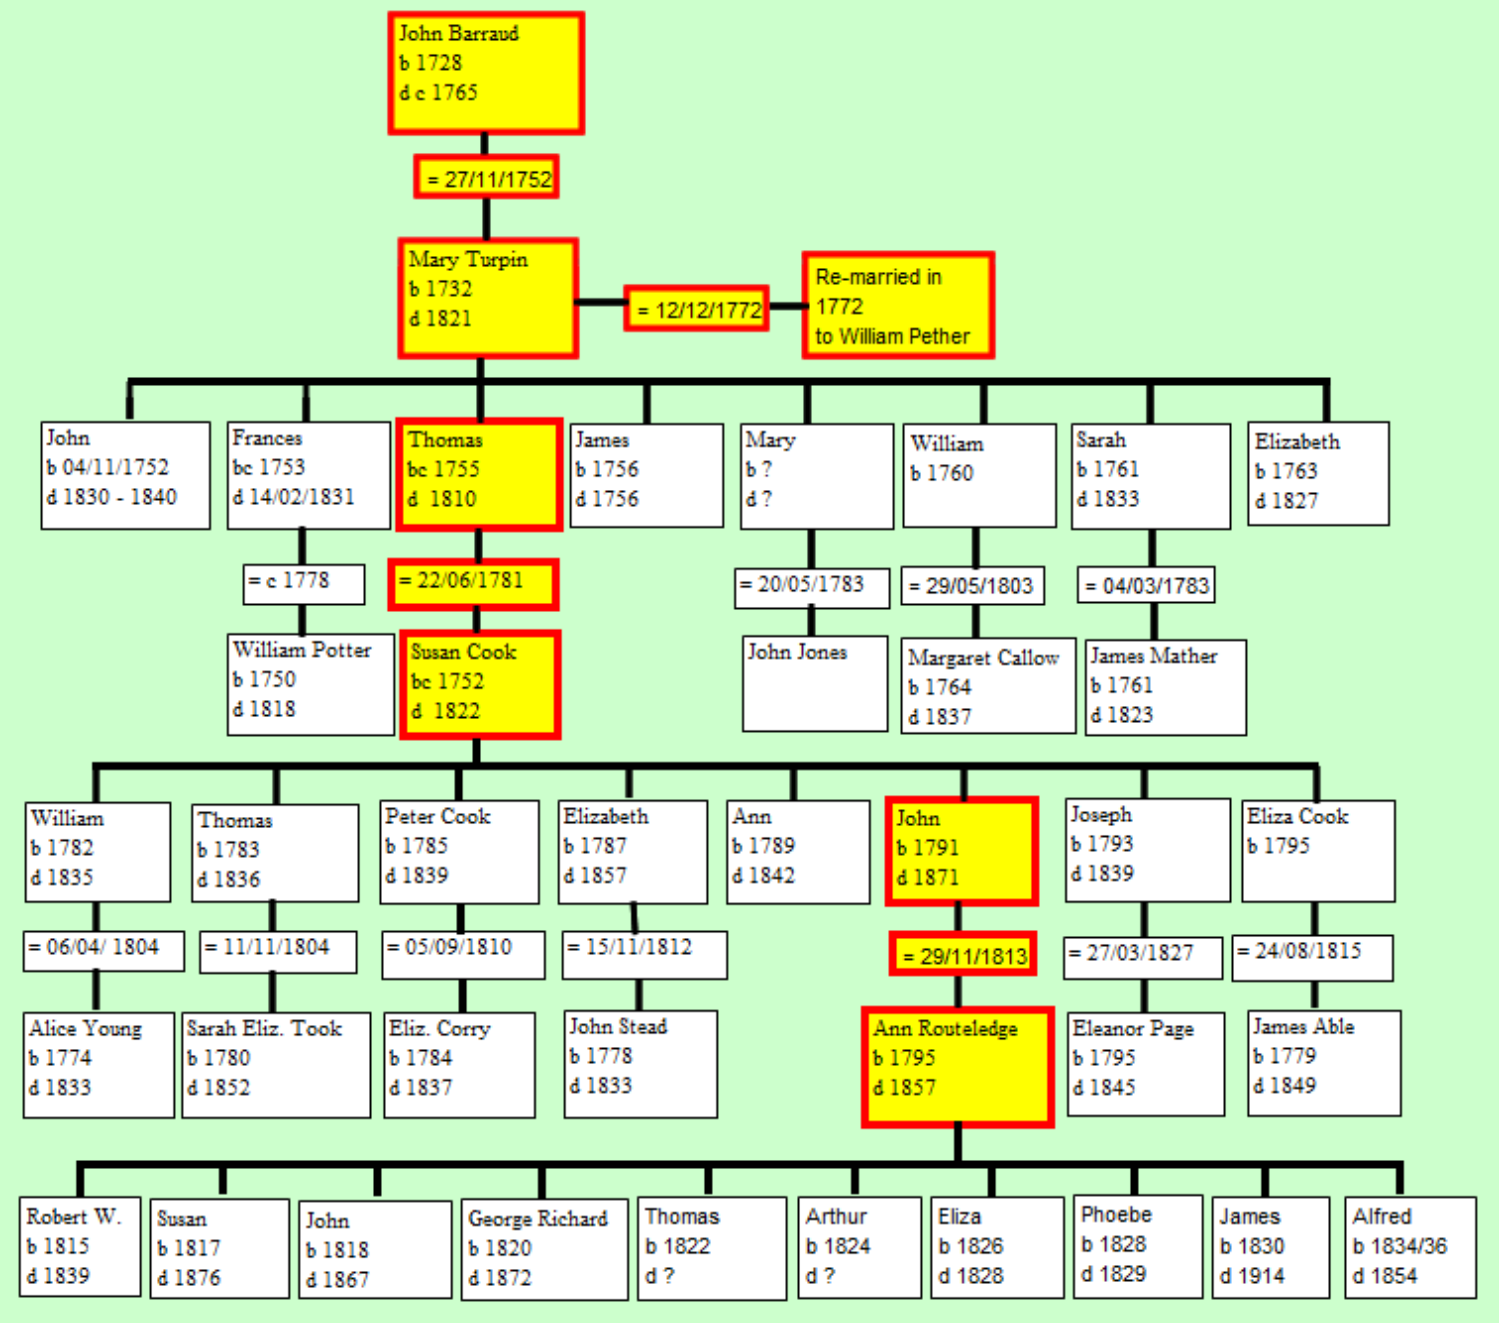 John Barraud
b 1728
d c 1765
= 27/11/1752
Mary Turpin
b 1732
d 1821
= 12/12/1772
Re-married in
1772
to William Pether
John
b 04/11/1752
d 1830 - 1840
Frances
bc 1753
d 14/02/1831
Thomas
bc 1755
d 1810
James
b 1756
d 1756
Mary
b ?
d ?
William
b 1760
Sarah
b 1761
d 1833
Elizabeth
b 1763
d 1827
= c 1778
= 22/06/1781
= 20/05/1783
= 29/05/1803
= 04/03/1783
William Potter
b 1750
d 1818
Susan Cook
bc 1752
d 1822
John Jones
Margaret Callow
b 1764
d 1837
James Mather
b 1761
d 1823
William
b 1782
d 1835
Thomas
b 1783
d 1836
Peter Cook
b 1785
d 1839
Elizabeth
b 1787
d 1857
Ann
b 1789
d 1842
John
b 1791
d 1871
Joseph
b 1793
d 1839
Eliza Cook
b 1795
= 06/04/ 1804
= 11/11/1804
= 05/09/1810
= 15/11/1812
= 29/11/1813
= 27/03/1827
= 24/08/1815
Alice Young
b 1774
d 1833
Sarah Eliz. Took
b 1780
d 1852
Eliz. Corry
b 1784
d 1837
John Stead
b 1778
d 1833
Ann Routeledge
b 1795
d 1857
Eleanor Page
b 1795
d 1845
James Able
b 1779
d 1849
Robert W.
b 1815
d 1839
Susan
b 1817
d 1876
John
b 1818
d 1867
George Richard
b 1820
d 1872
Thomas
b 1822
d ?
Arthur
b 1824
d ?
Eliza
b 1826
d 1828
Phoebe
b 1828
d 1829
James
b 1830
d 1914
Alfred
b 1834/36
d 1854